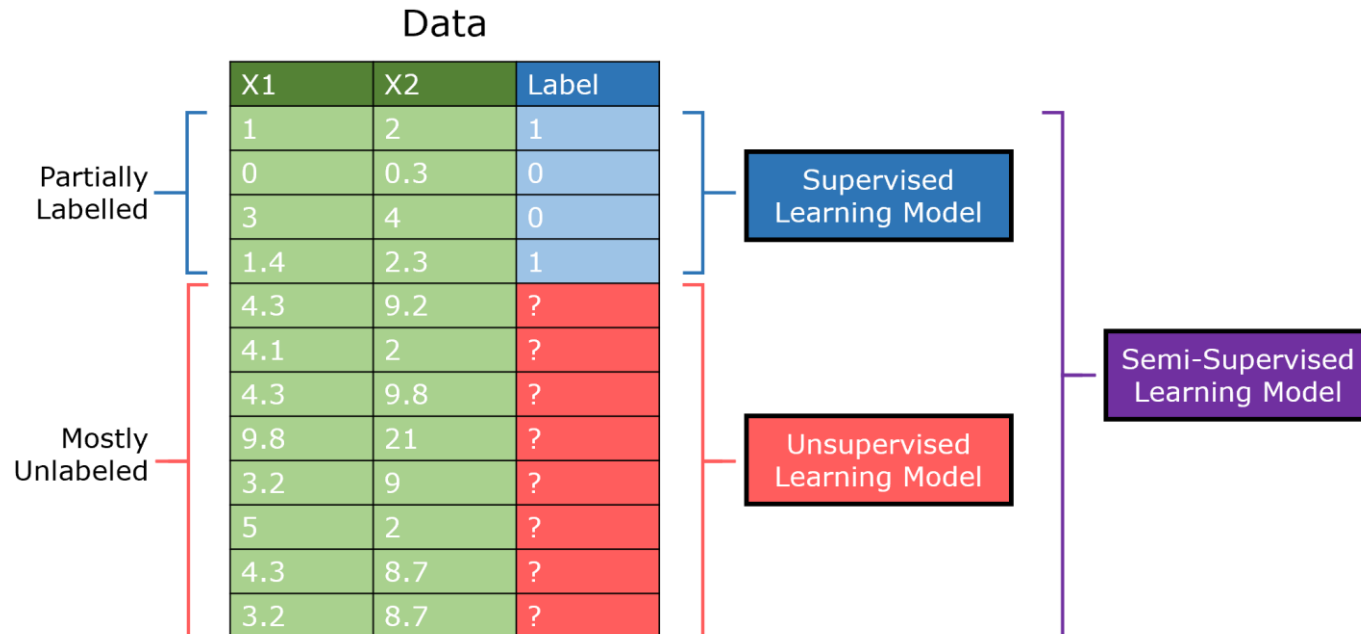 Data
X1 X2 Label
1 2 1
0 0.3 0
3 4 0
1.4 2.3 1
4.3 9.2 ?
4.1 2 ?
4.3 9.8 ?
9.8 21 ?
3.2 9 ?
5 2 ?
4.3 8.7 ?
3.2 8.7 ?
Partially
Labelled
Mostly
Unlabeled
Supervised
Learning Model
Unsupervised
Learning Model
Semi-Supervised
Learning Model